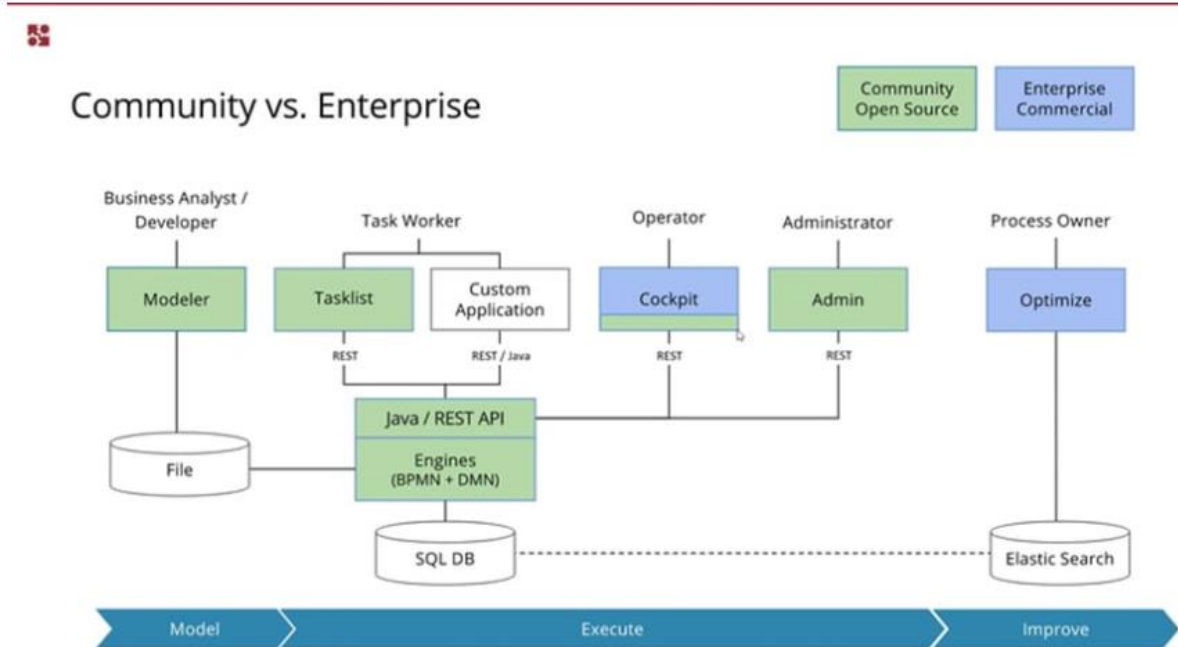 Community vs. Enterprise
Community
Open Source
Enterprise
Commercial
Business Analyst /
Developer
Task Worker
Operator
Administrator
Process Owner
Modeler
Tasklist
Custom
Application
Cockpit
Admin
Optimize
REST
REST / Java
REST
REST
Java / REST API
Engines
(BPMN + DMN)
File
SQL DB
Elastic Search
Model
Execute
Improve